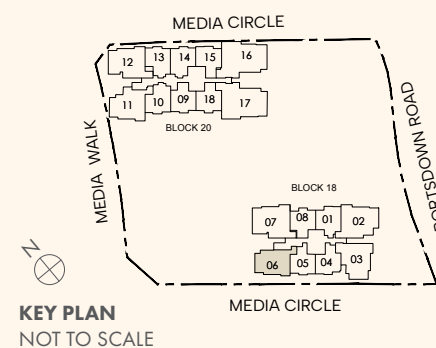 MEDIA CIRCLE
12 13 14 15 16
11 10 09 18 17
BLOCK 20
MEDIA WALK
PORTSDOWN ROAD
BLOCK 18
07 08 01 02
06 05 04 03
MEDIA CIRCLE
N
KEY PLAN
NOT TO SCALE